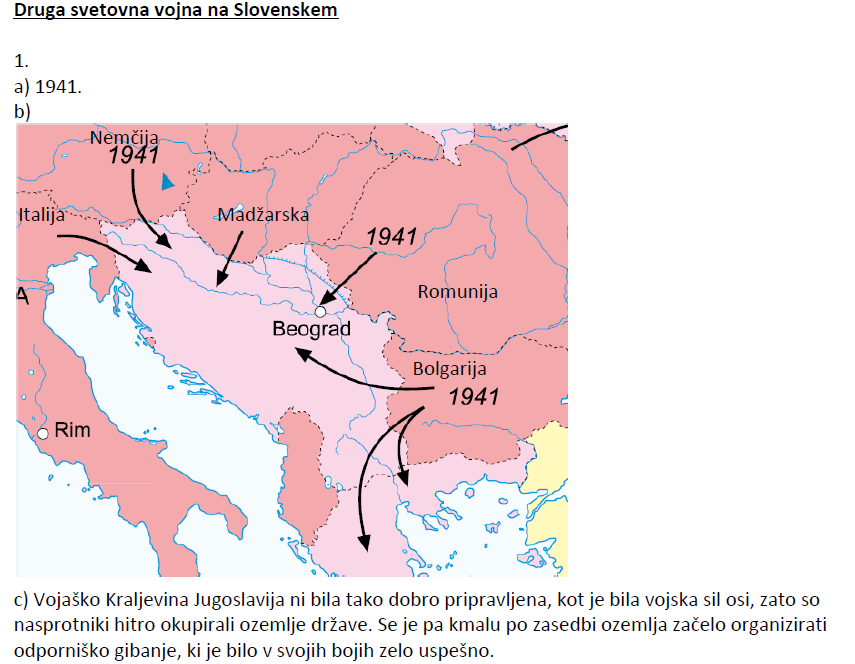 Druga svetovna vojna na Slovenskem
1.
a) 1941.
b)
Nemčija
1941
Italija
Madžarska
1941
A
Romunija
Beograd
Bolgarija
1941
Rim
c) Vojaško Kraljevina Jugoslavija ni bila tako dobro pripravljena, kot je bila vojska sil osi, zato so
nasprotniki hitro okupirali ozemlje države. Se je pa kmalu po zasedbi ozemlja začelo organizirati
odporniško gibanje, ki je bilo v svojih bojih zelo uspešno.